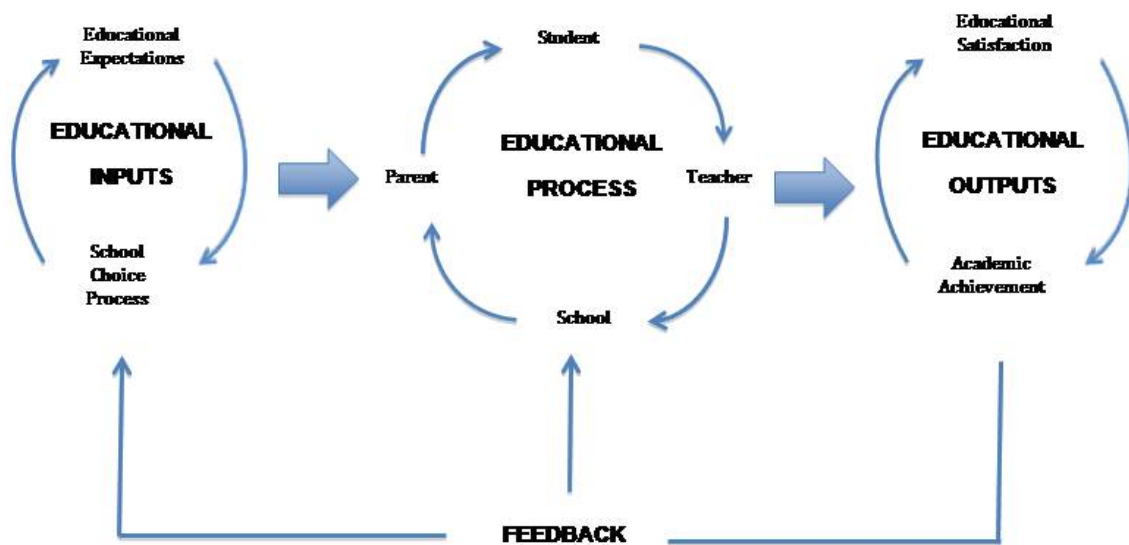 Educational
Expectations
EDUCATIONAL
INPUTS
School
Choice
Process
Student
EDUCATIONAL
PROCESS
Parent
Teacher
School
Educational
Satisfaction
EDUCATIONAL
OUTPUTS
Academic
Achievement
FEEDBACK